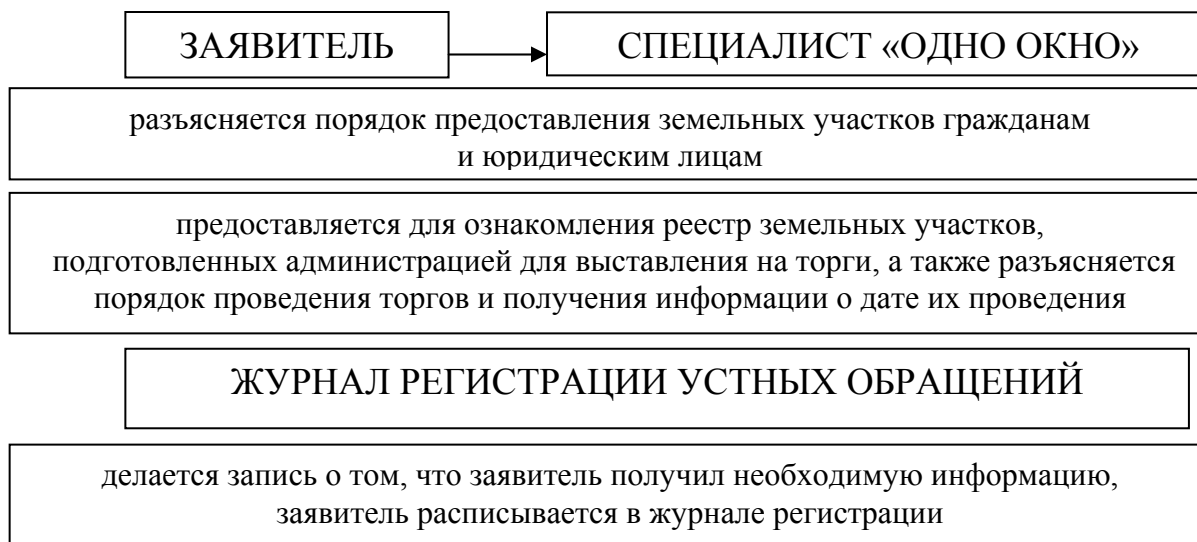 ЗАЯВИТЕЛЬ
СПЕЦИАЛИСТ «ОДНО ОКНО»
разъясняется порядок предоставления земельных участков гражданам
и юридическим лицам
предоставляется для ознакомления реестр земельных участков,
подготовленных администрацией для выставления на торги, а также разъясняется
порядок проведения торгов и получения информации о дате их проведения
ЖУРНАЛ РЕГИСТРАЦИИ УСТНЫХ ОБРАЩЕНИЙ
делается запись о том, что заявитель получил необходимую информацию,
заявитель расписывается в журнале регистрации